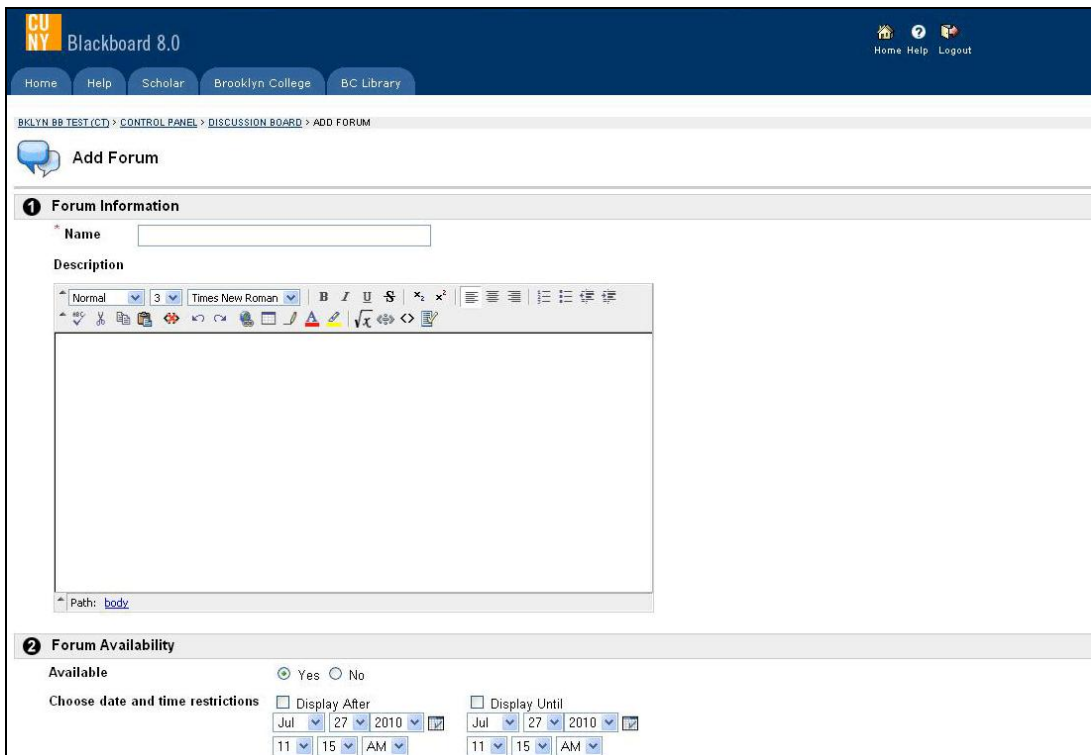 CU
NY Blackboard 8.0
Home Help Logout
Home Help Scholar Brooklyn College BC Library
BKLYN BB TEST (CT) > CONTROL PANEL > DISCUSSION BOARD > ADD FORUM
Add Forum
1 Forum Information
* Name
Description
Normal 3 Times New Roman B I U S x₂ x²
ABC A √x <>
Path: body
2 Forum Availability
Available Yes No
Choose date and time restrictions Display After Display Until
Jul 27 2010 Jul 27 2010
11 15 AM 11 15 AM